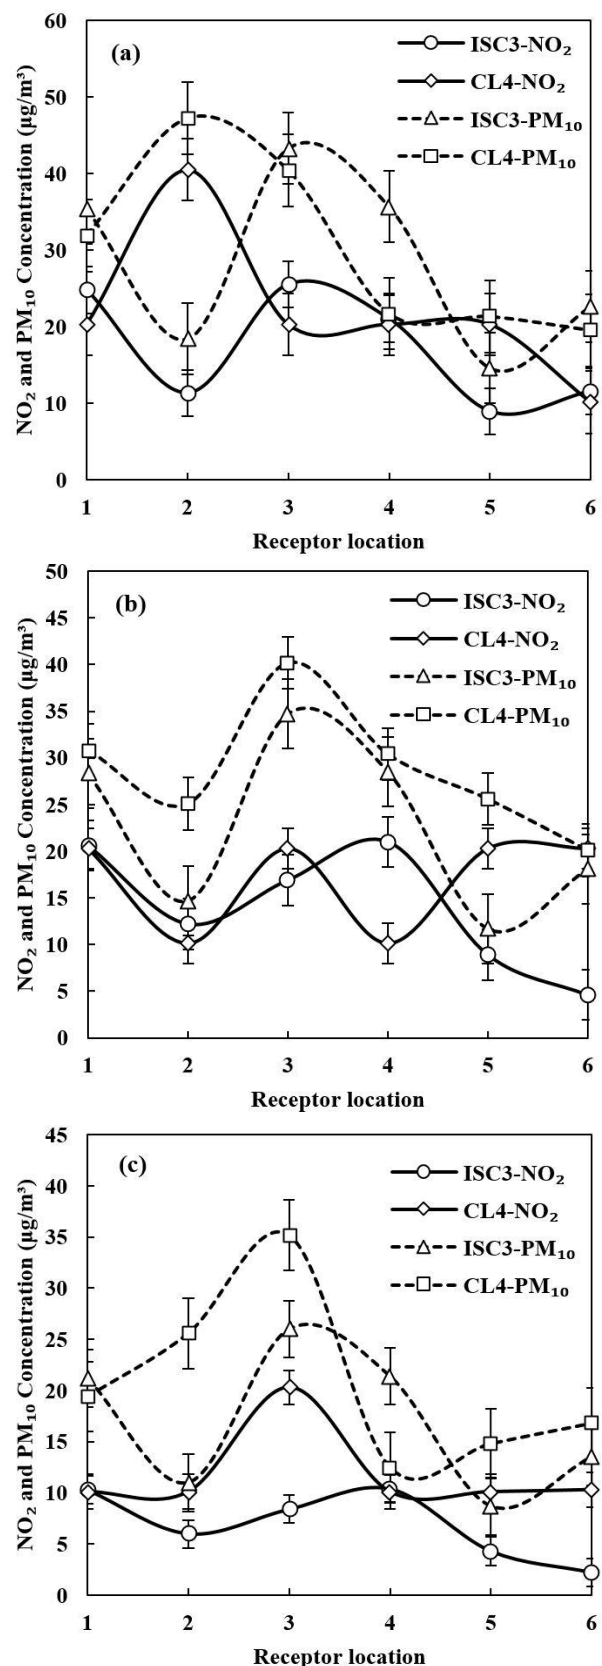 60
(a)
ISC3-NO₂
50
CL4-NO₂
ISC3-PM₁₀
40
CL4-PM₁₀
30
20
10
0
NO₂ and PM₁₀ Concentration (µg/m³)
1 2 3 4 5 6
Receptor location
50
(b)
ISC3-NO₂
45
CL4-NO₂
40
ISC3-PM₁₀
35
CL4-PM₁₀
30
25
20
15
10
5
0
NO₂ and PM₁₀ Concentration (µg/m³)
1 2 3 4 5 6
Receptor location
45
(c)
ISC3-NO₂
40
CL4-NO₂
35
ISC3-PM₁₀
30
CL4-PM₁₀
25
20
15
10
5
0
NO₂ and PM₁₀ Concentration (µg/m³)
1 2 3 4 5 6
Receptor location